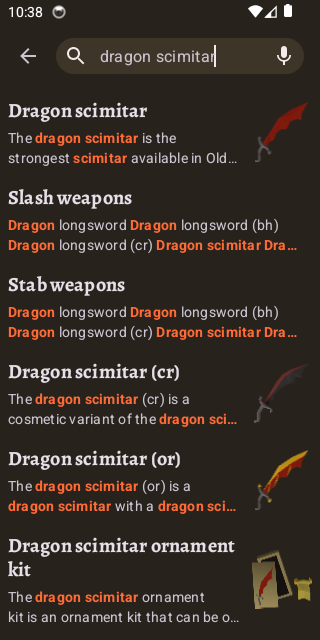 10:38
dragon scimitar
Dragon scimitar
The dragon scimitar is the
strongest scimitar available in Old…
Slash weapons
Dragon longsword Dragon longsword (bh)
Dragon longsword (cr) Dragon scimitar Dra…
Stab weapons
Dragon longsword Dragon longsword (bh)
Dragon longsword (cr) Dragon scimitar Dra…
Dragon scimitar (cr)
The dragon scimitar (cr) is a
cosmetic variant of the dragon sci…
Dragon scimitar (or)
The dragon scimitar (or) is a
dragon scimitar with a dragon sci…
Dragon scimitar ornament
kit
The dragon scimitar ornament
kit is an ornament kit that can be o…